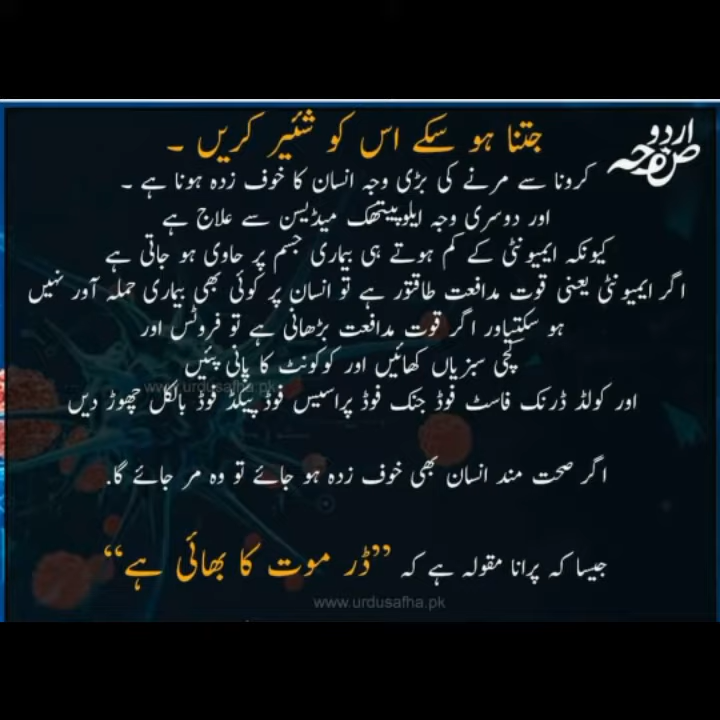 جتنا ہو سکے اس کو شئیر کریں ۔
اردو صفحہ
کرونا سے مرنے کی بڑی وجہ انسان کا خوف زدہ ہونا ہے ۔
اور دوسری وجہ ایلوپیتھک میڈیسن سے علاج ہے
کیونکہ ایمیونٹی کے کم ہوتے ہی بیماری جسم پر حاوی ہو جاتی ہے
اگر ایمیونٹی یعنی قوت مدافعت طاقتور ہے تو انسان پر کوئی بھی بیماری حملہ آور نہیں
ہو سکتیاور اگر قوت مدافعت بڑھانی ہے تو فروٹس اور
کچی سبزیاں کھائیں اور کوکونٹ کا پانی پئیں
www.urdusafha.pk
اور کولڈ ڈرنک فاسٹ فوڈ جنک فوڈ پراسیس فوڈ پیکڈ فوڈ بالکل چھوڑ دیں
اگر صحت مند انسان بھی خوف زدہ ہو جائے تو وہ مر جائے گا.
جیسا کہ پرانا مقولہ ہے کہ ”ڈر موت کا بھائی ہے“
www.urdusafha.pk